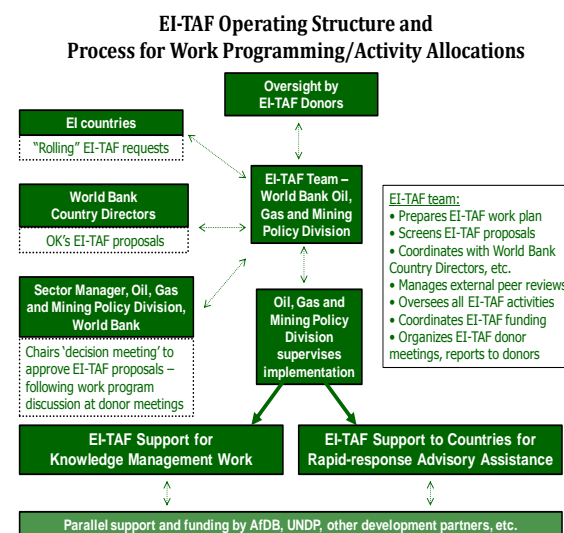 EI-TAF Operating Structure and
Process for Work Programming/Activity Allocations
Oversight by
EI-TAF Donors
EI countries
“Rolling” EI-TAF requests
EI-TAF Team –
World Bank Oil,
Gas and Mining
Policy Division
World Bank
Country Directors
OK's EI-TAF proposals
EI-TAF team:
• Prepares EI-TAF work plan
• Screens EI-TAF proposals
• Coordinates with World Bank
Country Directors, etc.
• Manages external peer reviews
• Oversees all EI-TAF activities
• Coordinates EI-TAF funding
• Organizes EI-TAF donor
meetings, reports to donors
Sector Manager, Oil, Gas
and Mining Policy Division,
World Bank
Chairs ‘decision meeting’ to
approve EI-TAF proposals –
following work program
discussion at donor meetings
Oil, Gas and
Mining Policy
Division
supervises
implementation
EI-TAF Support for
Knowledge Management Work
EI-TAF Support to Countries for
Rapid-response Advisory Assistance
Parallel support and funding by AfDB, UNDP, other development partners, etc.